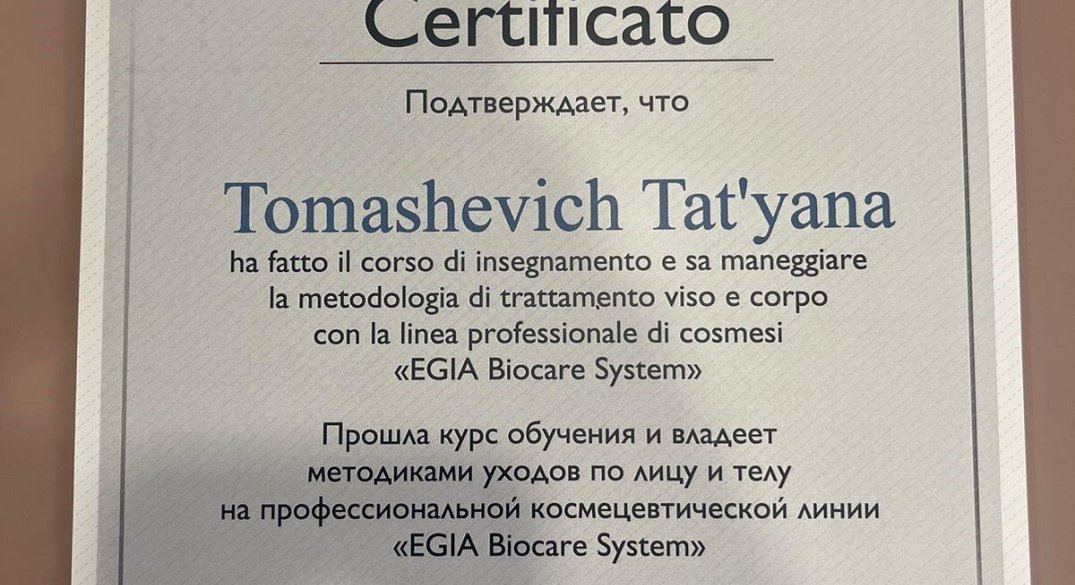 Certificato
Подтверждает, что
Tomashevich Tat'yana
ha fatto il corso di insegnamento e sa maneggiare
la metodologia di trattamento viso e corpo
con la linea professionale di cosmesi
«EGIA Biocare System»
Прошла курс обучения и владеет
методиками уходов по лицу и телу
на профессиональной космецевтической линии
«EGIA Biocare System»